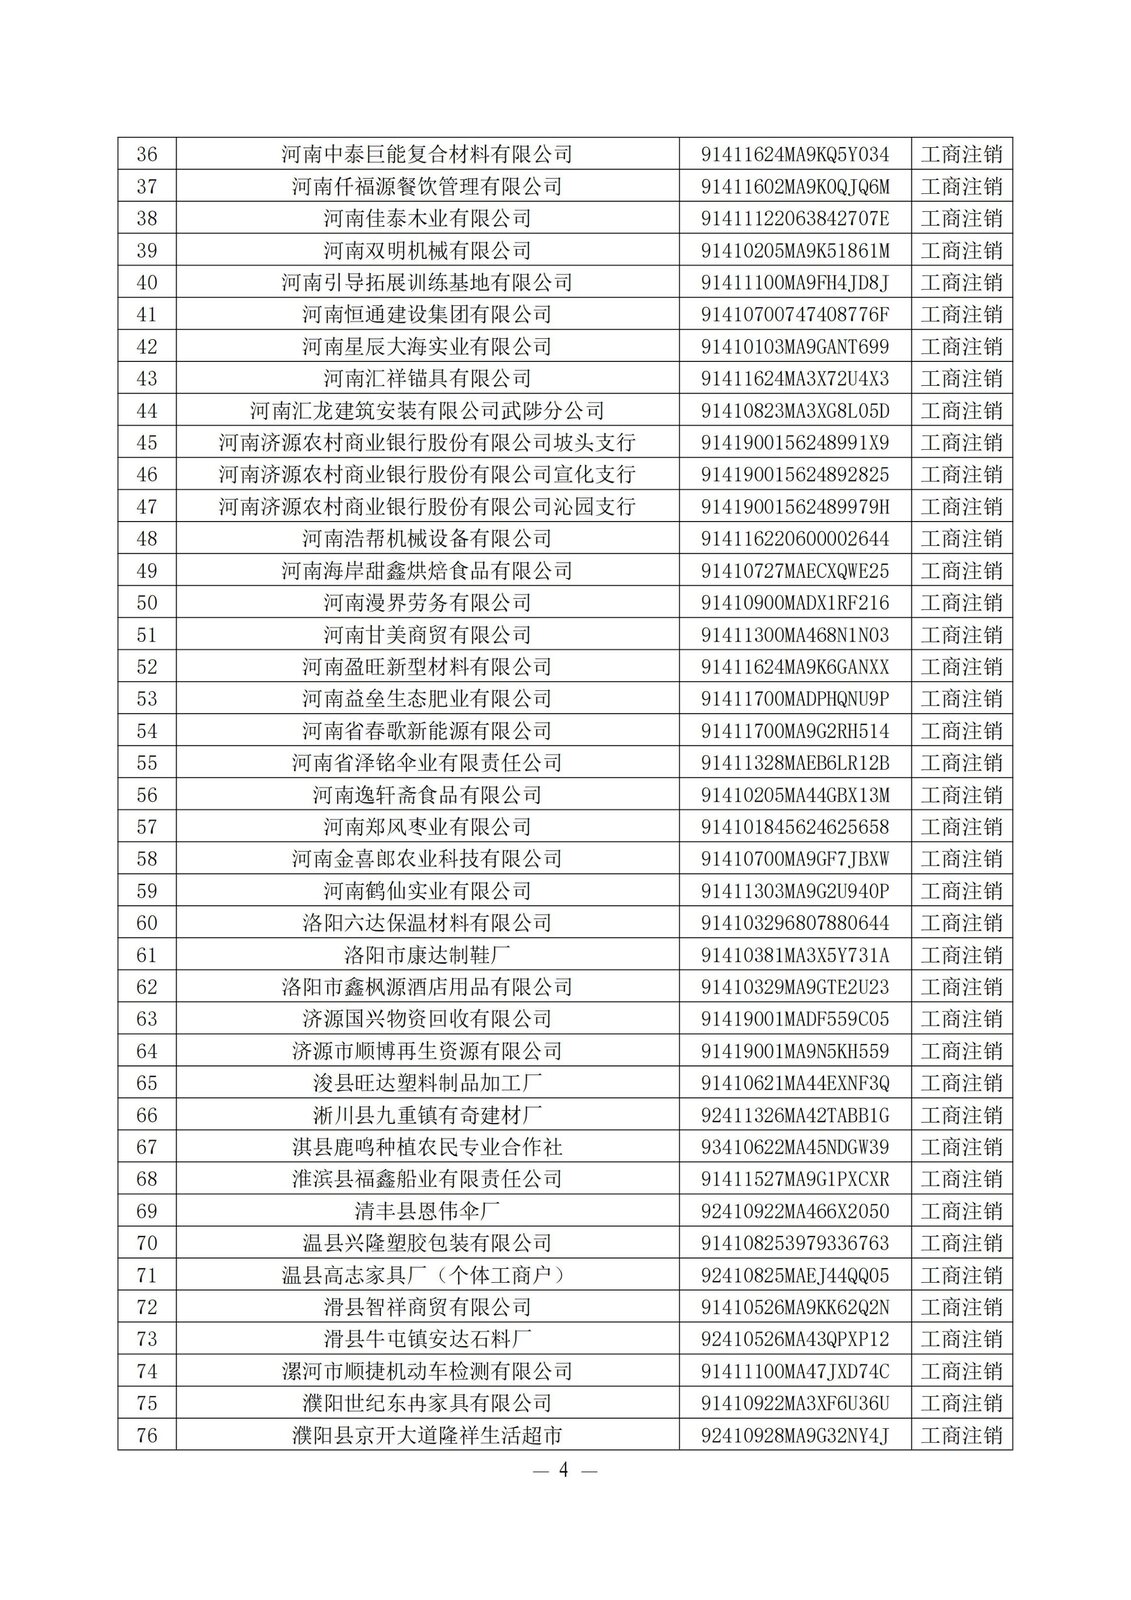 36 河南中泰巨能复合材料有限公司 91411624MA9KQ5Y034 工商注销
37 河南仟福源餐饮管理有限公司 91411602MA9K0QJQ6M 工商注销
38 河南佳泰木业有限公司 91411122063842707E 工商注销
39 河南双明机械有限公司 91410205MA9K51861M 工商注销
40 河南引导拓展训练基地有限公司 91411100MA9FH4JD8J 工商注销
41 河南恒通建设集团有限公司 91410700747408776F 工商注销
42 河南星辰大海实业有限公司 91410103MA9GANT699 工商注销
43 河南汇祥锚具有限公司 91411624MA3X72U4X3 工商注销
44 河南汇龙建筑安装有限公司武陟分公司 91410823MA3XG8L05D 工商注销
45 河南济源农村商业银行股份有限公司坡头支行 9141900156248991X9 工商注销
46 河南济源农村商业银行股份有限公司宣化支行 914190015624892825 工商注销
47 河南济源农村商业银行股份有限公司沁园支行 91419001562489979H 工商注销
48 河南浩帮机械设备有限公司 914116220600002644 工商注销
49 河南海岸甜鑫烘焙食品有限公司 91410727MAECXQWE25 工商注销
50 河南漫界劳务有限公司 91410900MADX1RF216 工商注销
51 河南甘美商贸有限公司 91411300MA468N1N03 工商注销
52 河南盈旺新型材料有限公司 91411624MA9K6GANXX 工商注销
53 河南益垒生态肥业有限公司 91411700MADPHQNU9P 工商注销
54 河南省春歌新能源有限公司 91411700MA9G2RH514 工商注销
55 河南省泽铭伞业有限责任公司 91411328MAEB6LR12B 工商注销
56 河南逸轩斋食品有限公司 91410205MA44GBX13M 工商注销
57 河南郑风枣业有限公司 914101845624625658 工商注销
58 河南金喜郎农业科技有限公司 91410700MA9GF7JBXW 工商注销
59 河南鹤仙实业有限公司 91411303MA9G2U940P 工商注销
60 洛阳六达保温材料有限公司 914103296807880644 工商注销
61 洛阳市康达制鞋厂 91410381MA3X5Y731A 工商注销
62 洛阳市鑫枫源酒店用品有限公司 91410329MA9GTE2U23 工商注销
63 济源国兴物资回收有限公司 91419001MADF559C05 工商注销
64 济源市顺博再生资源有限公司 91419001MA9N5KH559 工商注销
65 浚县旺达塑料制品加工厂 91410621MA44EXNF3Q 工商注销
66 淅川县九重镇有奇建材厂 92411326MA42TABB1G 工商注销
67 淇县鹿鸣种植农民专业合作社 93410622MA45NDGW39 工商注销
68 淮滨县福鑫船业有限责任公司 91411527MA9G1PXCXR 工商注销
69 清丰县恩伟伞厂 92410922MA466X2050 工商注销
70 温县兴隆塑胶包装有限公司 914108253979336763 工商注销
71 温县高志家具厂（个体工商户） 92410825MAEJ44QQ05 工商注销
72 滑县智祥商贸有限公司 91410526MA9KK62Q2N 工商注销
73 滑县牛屯镇安达石料厂 92410526MA43QPXP12 工商注销
74 漯河市顺捷机动车检测有限公司 91411100MA47JXD74C 工商注销
75 濮阳世纪东冉家具有限公司 91410922MA3XF6U36U 工商注销
76 濮阳县京开大道隆祥生活超市 92410928MA9G32NY4J 工商注销
— 4 —